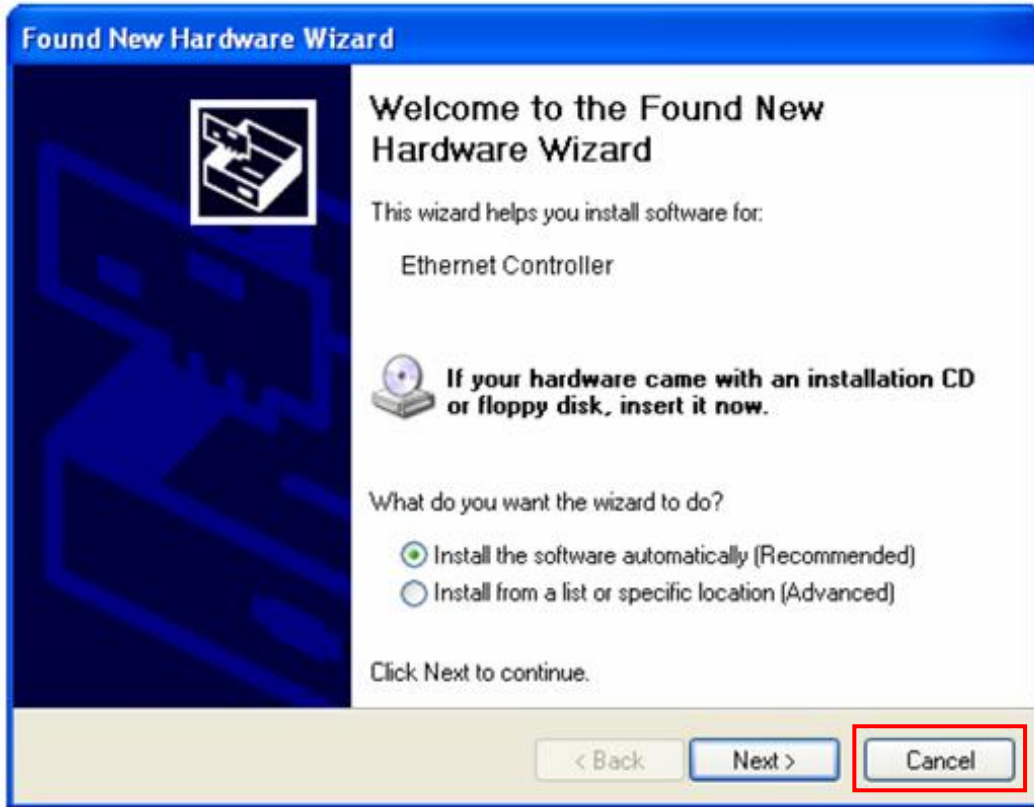 Found New Hardware Wizard
Welcome to the Found New
Hardware Wizard
This wizard helps you install software for:
Ethernet Controller
If your hardware came with an installation CD
or floppy disk, insert it now.
What do you want the wizard to do?
Install the software automatically (Recommended)
Install from a list or specific location (Advanced)
Click Next to continue.
< Back Next > Cancel